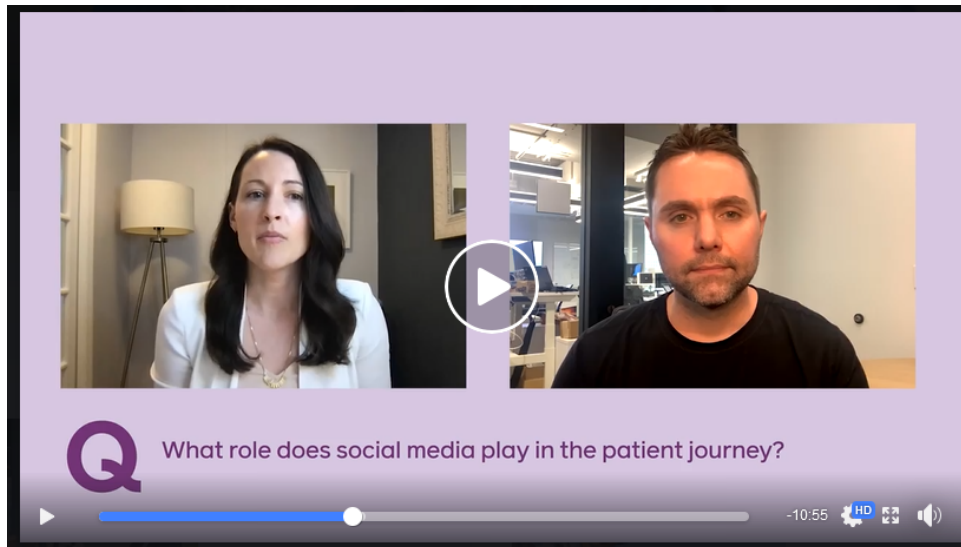 Q What role does social media play in the patient journey?
-10:55 HD